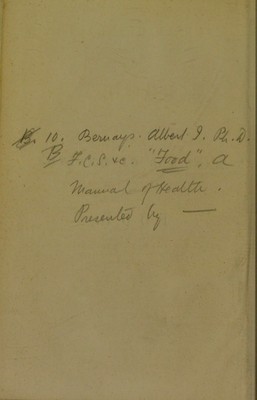 B. 10. Bernays. Albert J. Ph. D.
B F.C.S. &c. "Food", a
Manual of Health.
Presented by —